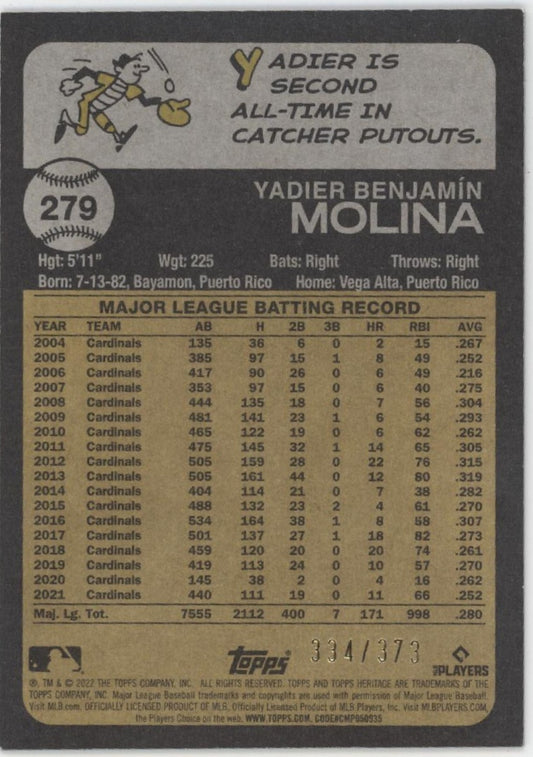 YADIER IS
SECOND
ALL-TIME IN
CATCHER PUTOUTS.
279
YADIER BENJAMÍN
MOLINA
Hgt: 5'11" Wgt: 225 Bats: Right Throws: Right
Born: 7-13-82, Bayamon, Puerto Rico Home: Vega Alta, Puerto Rico
MAJOR LEAGUE BATTING RECORD
YEAR TEAM AB H 2B 3B HR RBI AVG
2004 Cardinals 135 36 6 0 2 15 .267
2005 Cardinals 385 97 15 1 8 49 .252
2006 Cardinals 417 90 26 0 6 49 .216
2007 Cardinals 353 97 15 0 6 40 .275
2008 Cardinals 444 135 18 0 7 56 .304
2009 Cardinals 481 141 23 1 6 54 .293
2010 Cardinals 465 122 19 0 6 62 .262
2011 Cardinals 475 145 32 1 14 65 .305
2012 Cardinals 505 159 28 0 22 76 .315
2013 Cardinals 505 161 44 0 12 80 .319
2014 Cardinals 404 114 21 0 7 38 .282
2015 Cardinals 488 132 23 2 4 61 .270
2016 Cardinals 534 164 38 1 8 58 .307
2017 Cardinals 501 137 27 1 18 82 .273
2018 Cardinals 459 120 20 0 20 74 .261
2019 Cardinals 419 113 24 0 10 57 .270
2020 Cardinals 145 38 2 0 4 16 .262
2021 Cardinals 440 111 19 0 11 66 .252
Maj. Lg. Tot. 7555 2112 400 7 171 998 .280
Topps 334/373 PLAYERS
®, TM & © 2022 THE TOPPS COMPANY, INC. ALL RIGHTS RESERVED. TOPPS AND TOPPS HERITAGE ARE TRADEMARKS OF THE
TOPPS COMPANY, INC. Major League Baseball trademarks and copyrights are used with permission of Major League Baseball.
Visit MLB.com. OFFICIALLY LICENSED PRODUCT OF MLB Players, Inc. Visit MLBPLAYERS.COM,
the Players Choice on the web. WWW.TOPPS.COM. CODE#CMP050935